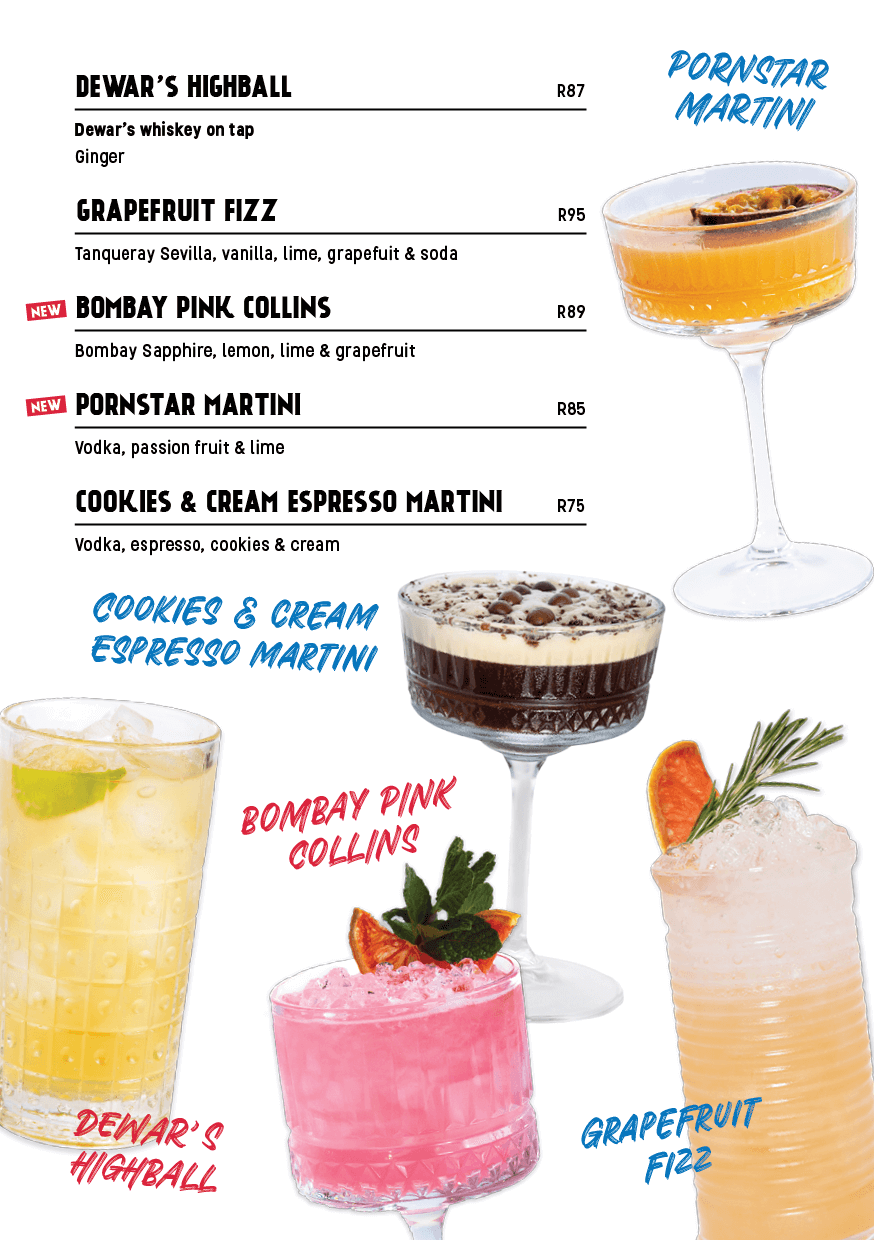 PORNSTAR
MARTINI
DEWAR'S HIGHBALL R87
Dewar's whiskey on tap
Ginger
GRAPEFRUIT FIZZ R95
Tanqueray Sevilla, vanilla, lime, grapefuit & soda
NEW BOMBAY PINK COLLINS R89
Bombay Sapphire, lemon, lime & grapefruit
NEW PORNSTAR MARTINI R85
Vodka, passion fruit & lime
COOKIES & CREAM ESPRESSO MARTINI R75
Vodka, espresso, cookies & cream
COOKIES & CREAM
ESPRESSO MARTINI
BOMBAY PINK
COLLINS
DEWAR'S
HIGHBALL
GRAPEFRUIT
FIZZ